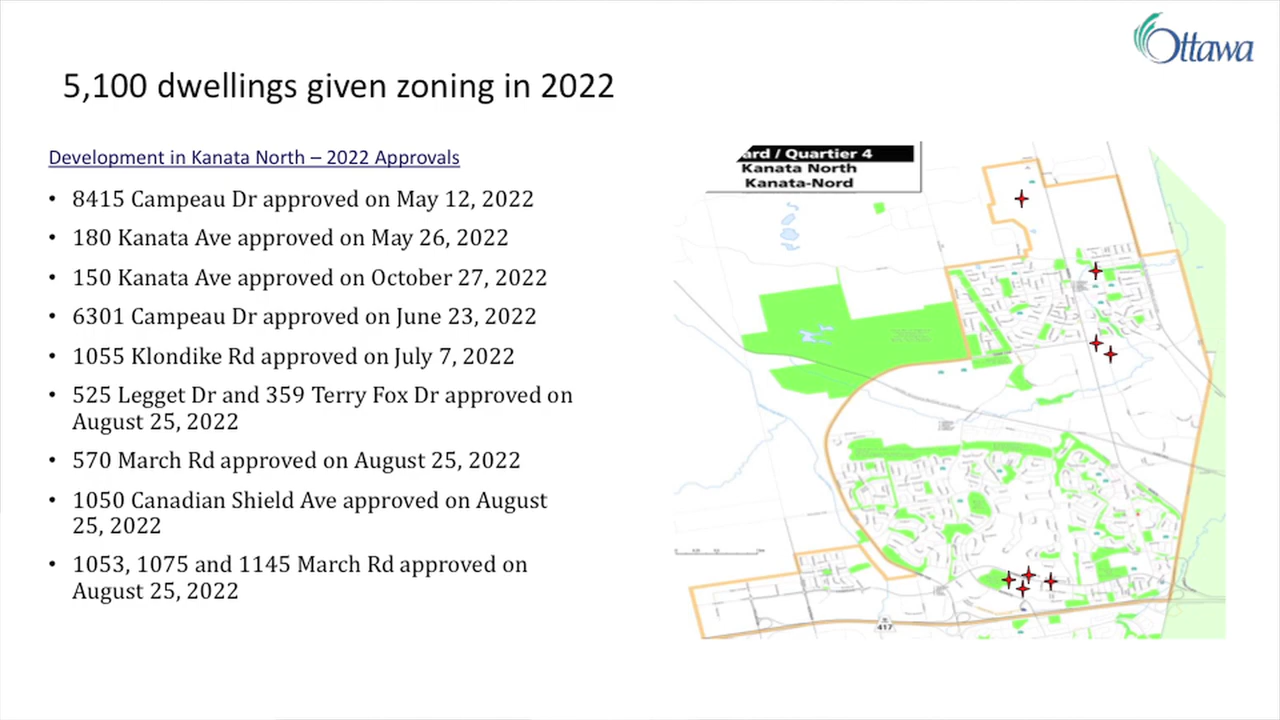 Ottawa
5,100 dwellings given zoning in 2022
Development in Kanata North – 2022 Approvals
• 8415 Campeau Dr approved on May 12, 2022
• 180 Kanata Ave approved on May 26, 2022
• 150 Kanata Ave approved on October 27, 2022
• 6301 Campeau Dr approved on June 23, 2022
• 1055 Klondike Rd approved on July 7, 2022
• 525 Legget Dr and 359 Terry Fox Dr approved on
August 25, 2022
• 570 March Rd approved on August 25, 2022
• 1050 Canadian Shield Ave approved on August
25, 2022
• 1053, 1075 and 1145 March Rd approved on
August 25, 2022
ard / Quartier 4
Kanata North
Kanata-Nord
417